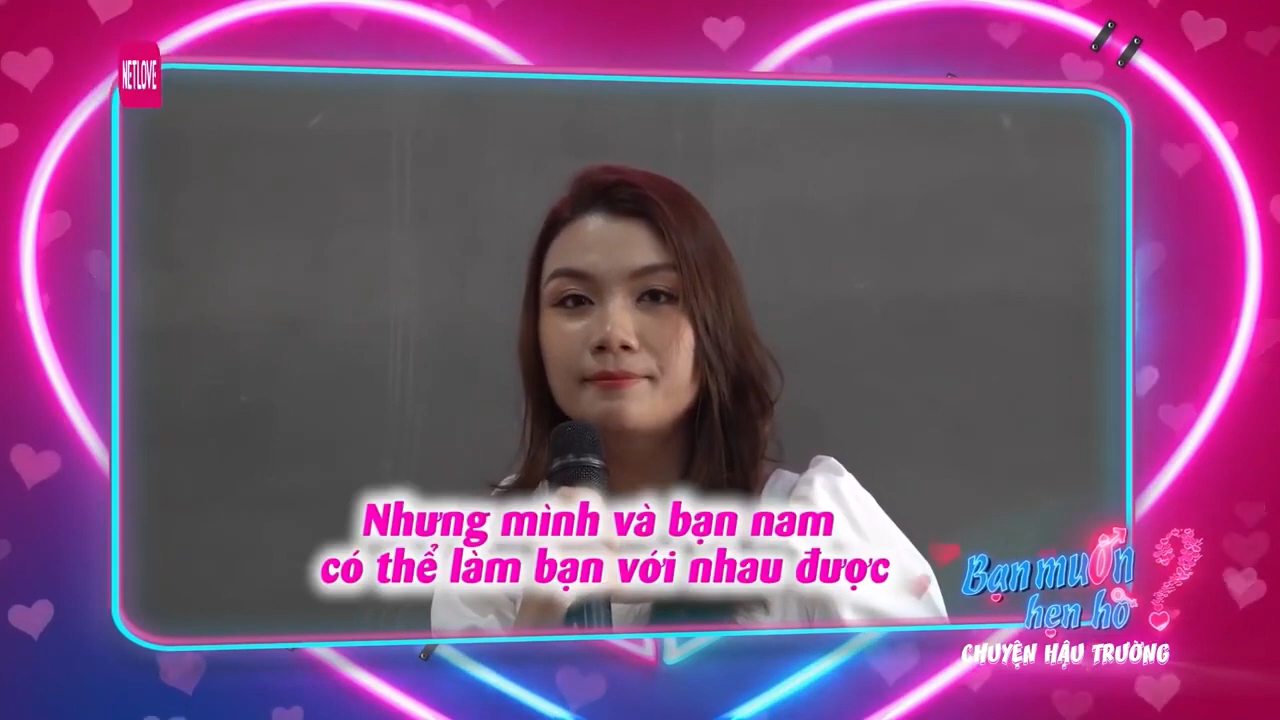 NETLOVE
Nhưng mình và bạn nam
có thể làm bạn với nhau được
Bạn muốn
hẹn hò?
CHUYỆN HẬU TRƯỜNG